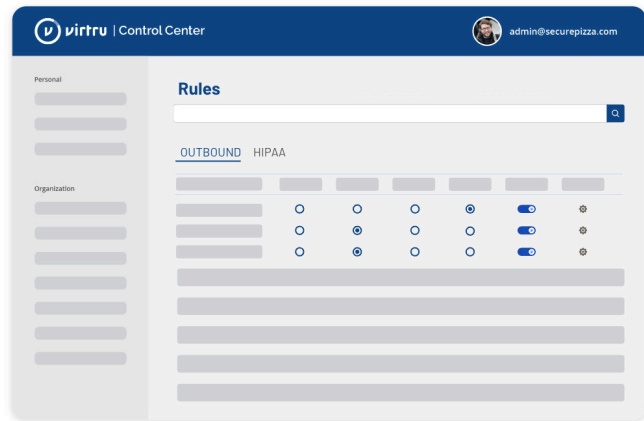 virtru | Control Center
admin@securepizza.com
Personal
Rules
OUTBOUND HIPAA
Organization